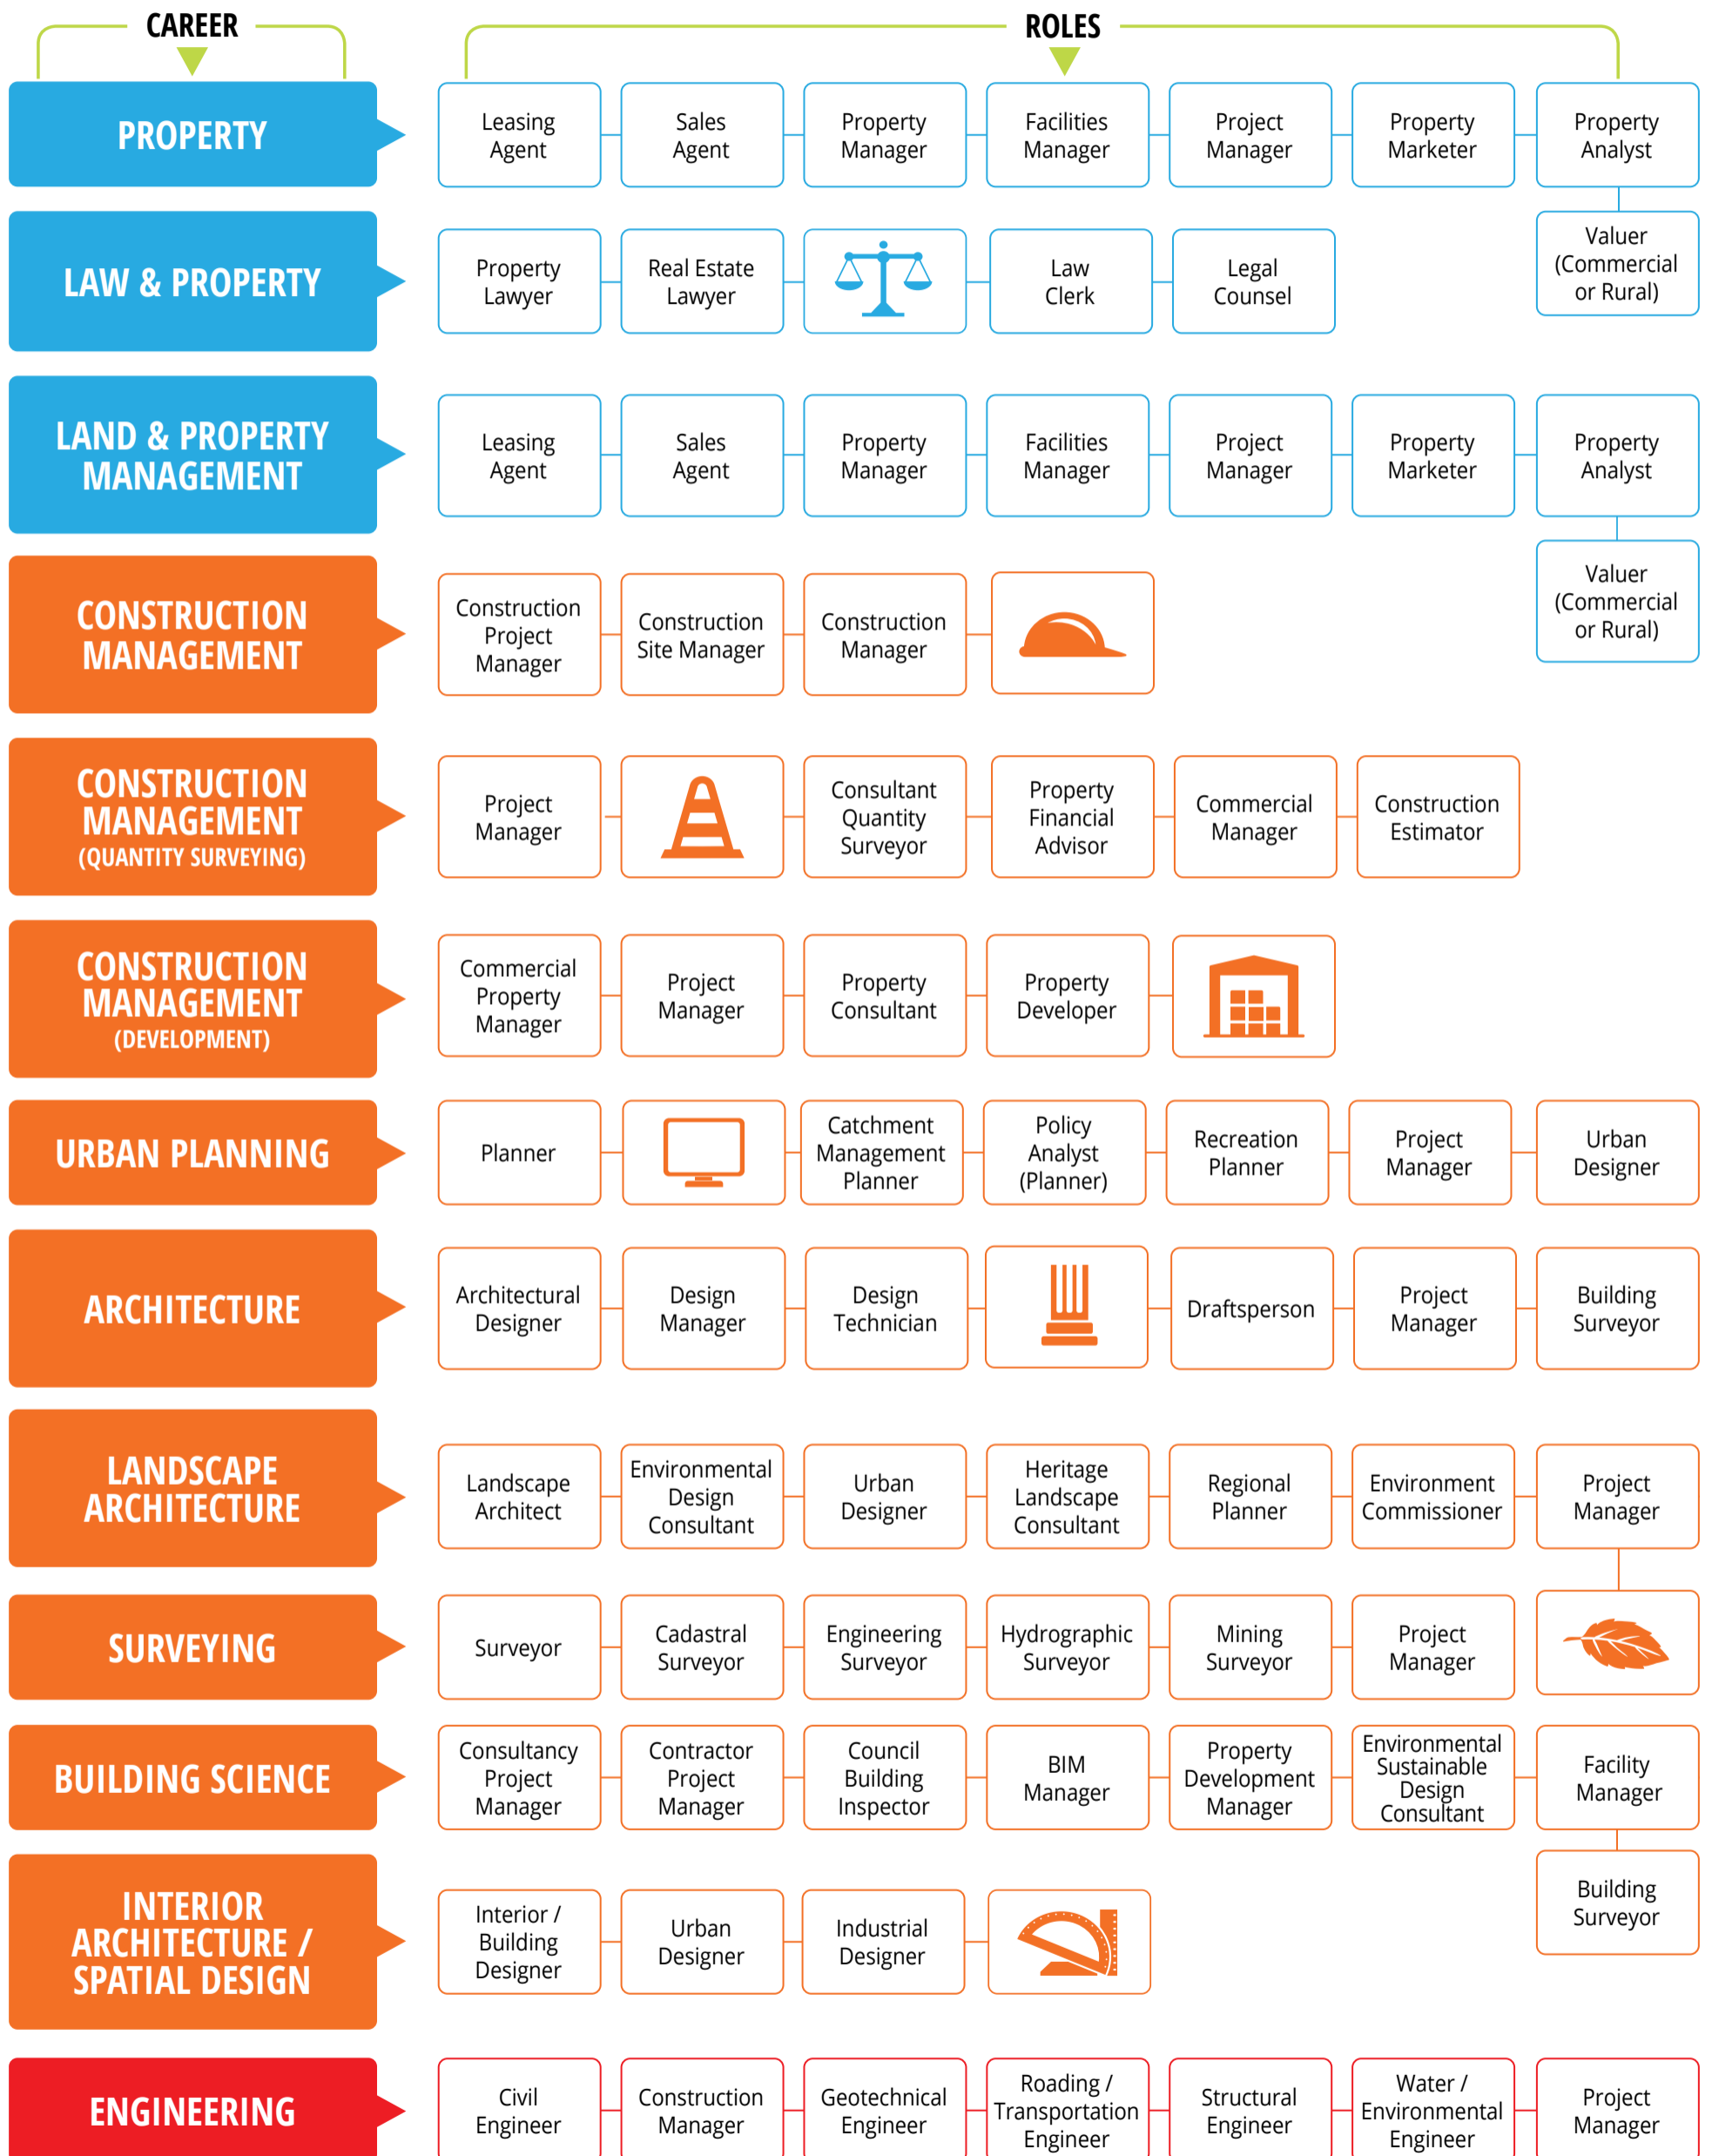 CAREER
ROLES
PROPERTY
Leasing
Agent
Sales
Agent
Property
Manager
Facilities
Manager
Project
Manager
Property
Marketer
Property
Analyst
Valuer
(Commercial
or Rural)
LAW & PROPERTY
Property
Lawyer
Real Estate
Lawyer
Law
Clerk
Legal
Counsel
LAND & PROPERTY
MANAGEMENT
Leasing
Agent
Sales
Agent
Property
Manager
Facilities
Manager
Project
Manager
Property
Marketer
Property
Analyst
Valuer
(Commercial
or Rural)
CONSTRUCTION
MANAGEMENT
Construction
Project
Manager
Construction
Site Manager
Construction
Manager
CONSTRUCTION
MANAGEMENT
(QUANTITY SURVEYING)
Project
Manager
Consultant
Quantity
Surveyor
Property
Financial
Advisor
Commercial
Manager
Construction
Estimator
CONSTRUCTION
MANAGEMENT
(DEVELOPMENT)
Commercial
Property
Manager
Project
Manager
Property
Consultant
Property
Developer
URBAN PLANNING
Planner
Catchment
Management
Planner
Policy
Analyst
(Planner)
Recreation
Planner
Project
Manager
Urban
Designer
ARCHITECTURE
Architectural
Designer
Design
Manager
Design
Technician
Draftsperson
Project
Manager
Building
Surveyor
LANDSCAPE
ARCHITECTURE
Landscape
Architect
Environmental
Design
Consultant
Urban
Designer
Heritage
Landscape
Consultant
Regional
Planner
Environment
Commissioner
Project
Manager
SURVEYING
Surveyor
Cadastral
Surveyor
Engineering
Surveyor
Hydrographic
Surveyor
Mining
Surveyor
Project
Manager
BUILDING SCIENCE
Consultancy
Project
Manager
Contractor
Project
Manager
Council
Building
Inspector
BIM
Manager
Property
Development
Manager
Environmental
Sustainable
Design
Consultant
Facility
Manager
Building
Surveyor
INTERIOR
ARCHITECTURE /
SPATIAL DESIGN
Interior /
Building
Designer
Urban
Designer
Industrial
Designer
ENGINEERING
Civil
Engineer
Construction
Manager
Geotechnical
Engineer
Roading /
Transportation
Engineer
Structural
Engineer
Water /
Environmental
Engineer
Project
Manager